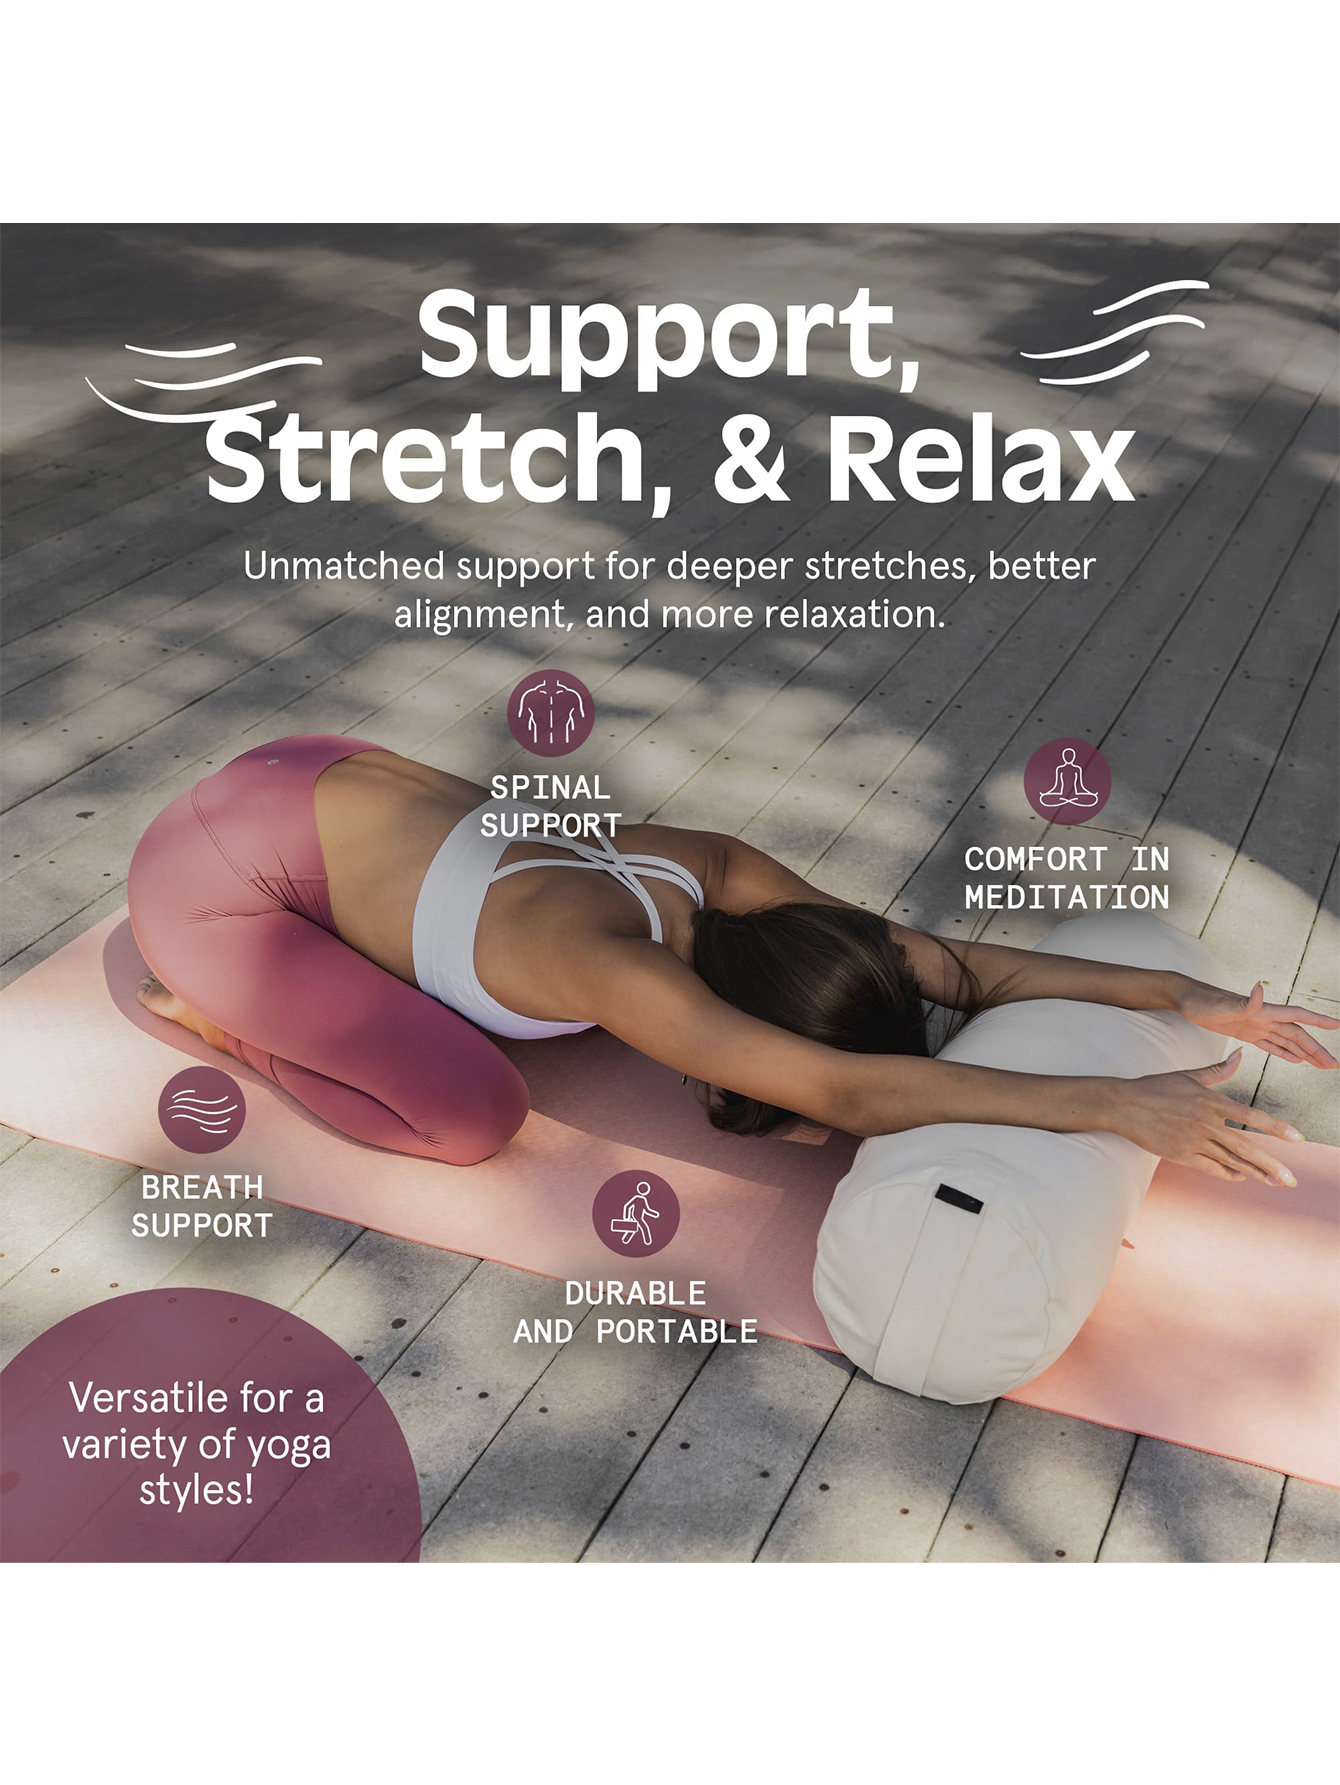 Support,
Stretch, & Relax
Unmatched support for deeper stretches, better
alignment, and more relaxation.
SPINAL
SUPPORT
COMFORT IN
MEDITATION
BREATH
SUPPORT
DURABLE
AND PORTABLE
Versatile for a
variety of yoga
styles!